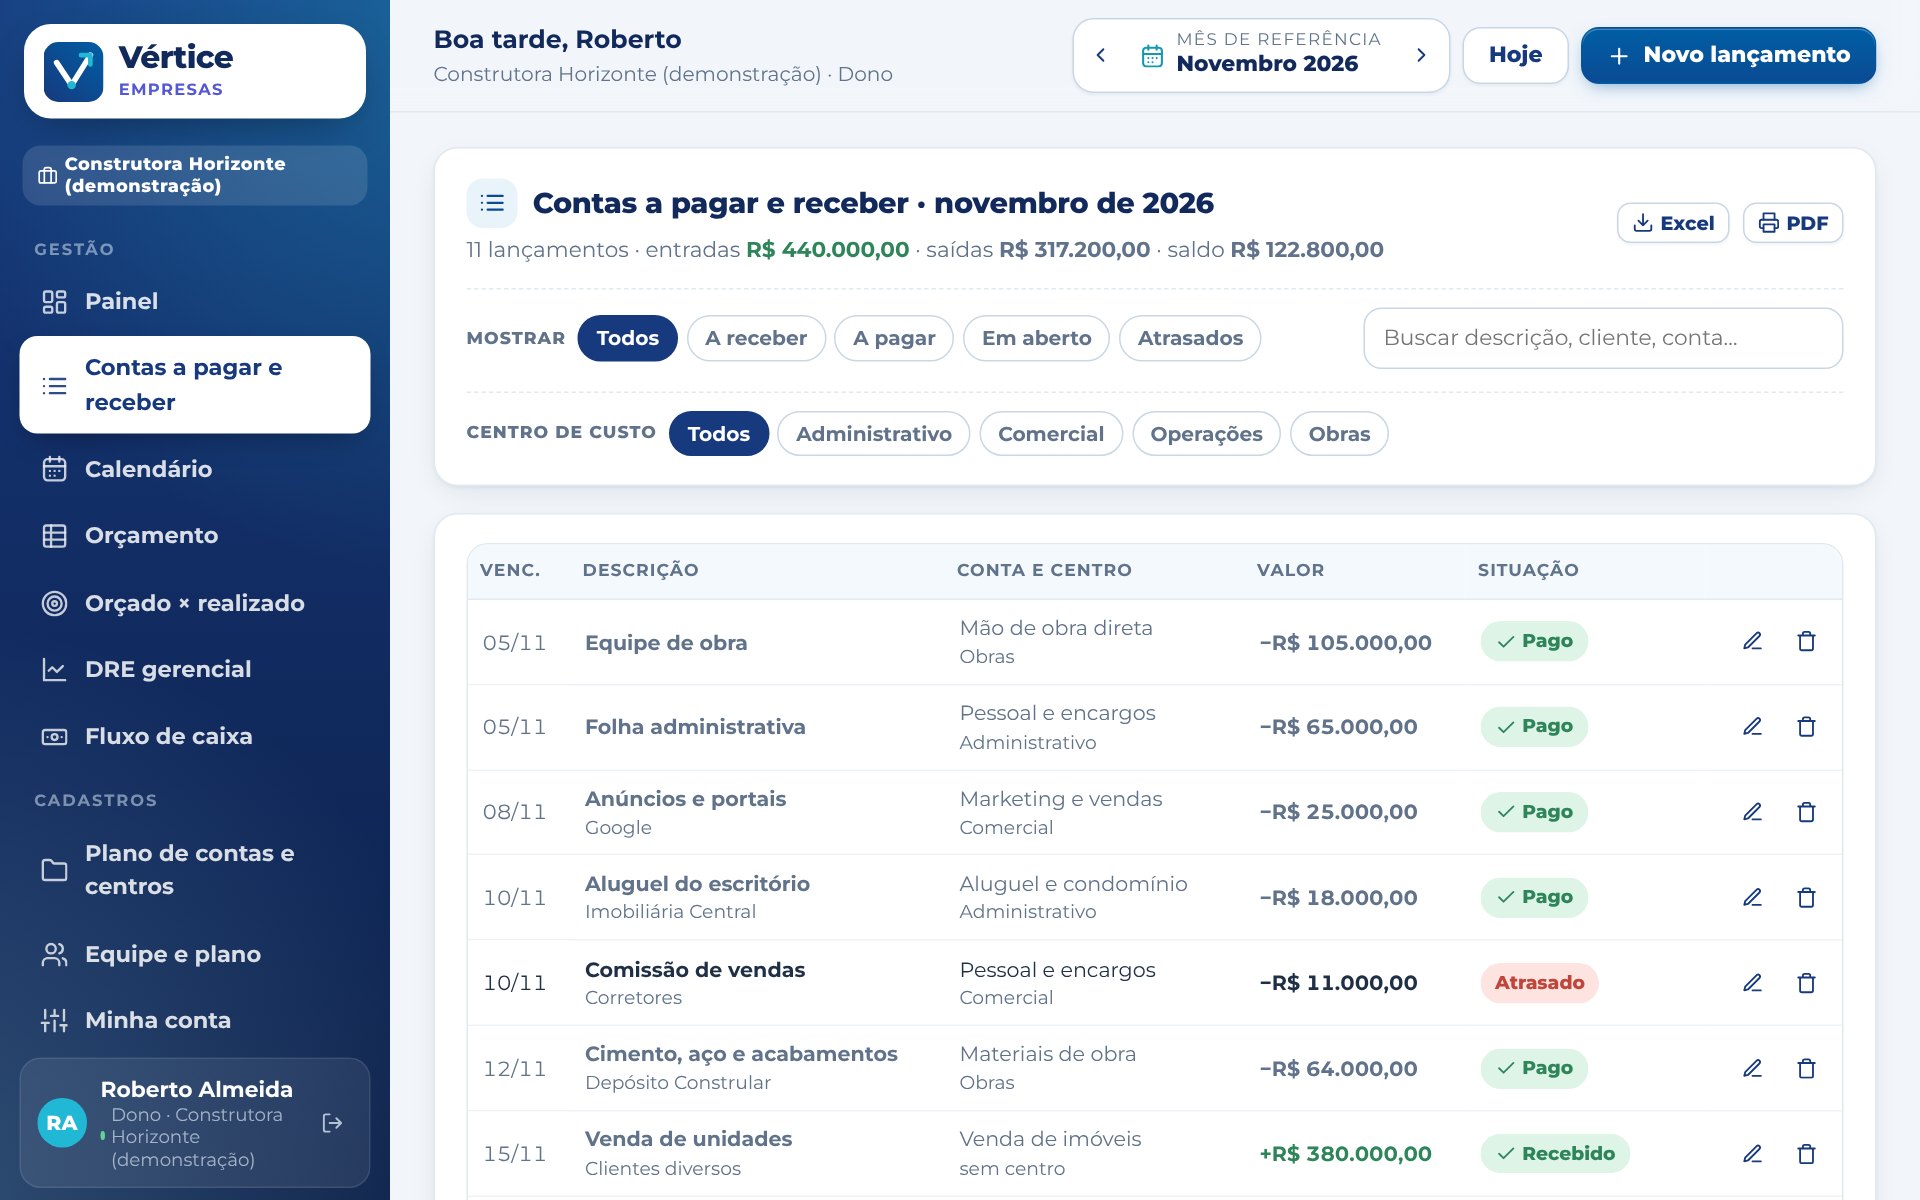 Vértice
EMPRESAS
Construtora Horizonte
(demonstração)
GESTÃO
Painel
Contas a pagar e
receber
Calendário
Orçamento
Orçado × realizado
DRE gerencial
Fluxo de caixa
CADASTROS
Plano de contas e
centros
Equipe e plano
Minha conta
RA
Roberto Almeida
Dono · Construtora
Horizonte
(demonstração)
Boa tarde, Roberto
Construtora Horizonte (demonstração) · Dono
MÊS DE REFERÊNCIA
Novembro 2026
Hoje
Novo lançamento
Contas a pagar e receber · novembro de 2026
11 lançamentos · entradas R$ 440.000,00 · saídas R$ 317.200,00 · saldo R$ 122.800,00
Excel
PDF
MOSTRAR Todos A receber A pagar Em aberto Atrasados
Buscar descrição, cliente, conta...
CENTRO DE CUSTO Todos Administrativo Comercial Operações Obras
VENC. DESCRIÇÃO CONTA E CENTRO VALOR SITUAÇÃO
05/11 Equipe de obra Mão de obra direta −R$ 105.000,00 Pago
Obras
05/11 Folha administrativa Pessoal e encargos −R$ 65.000,00 Pago
Administrativo
08/11 Anúncios e portais Marketing e vendas −R$ 25.000,00 Pago
Google Comercial
10/11 Aluguel do escritório Aluguel e condomínio −R$ 18.000,00 Pago
Imobiliária Central Administrativo
10/11 Comissão de vendas Pessoal e encargos −R$ 11.000,00 Atrasado
Corretores Comercial
12/11 Cimento, aço e acabamentos Materiais de obra −R$ 64.000,00 Pago
Depósito Constrular Obras
15/11 Venda de unidades Venda de imóveis +R$ 380.000,00 Recebido
Clientes diversos sem centro